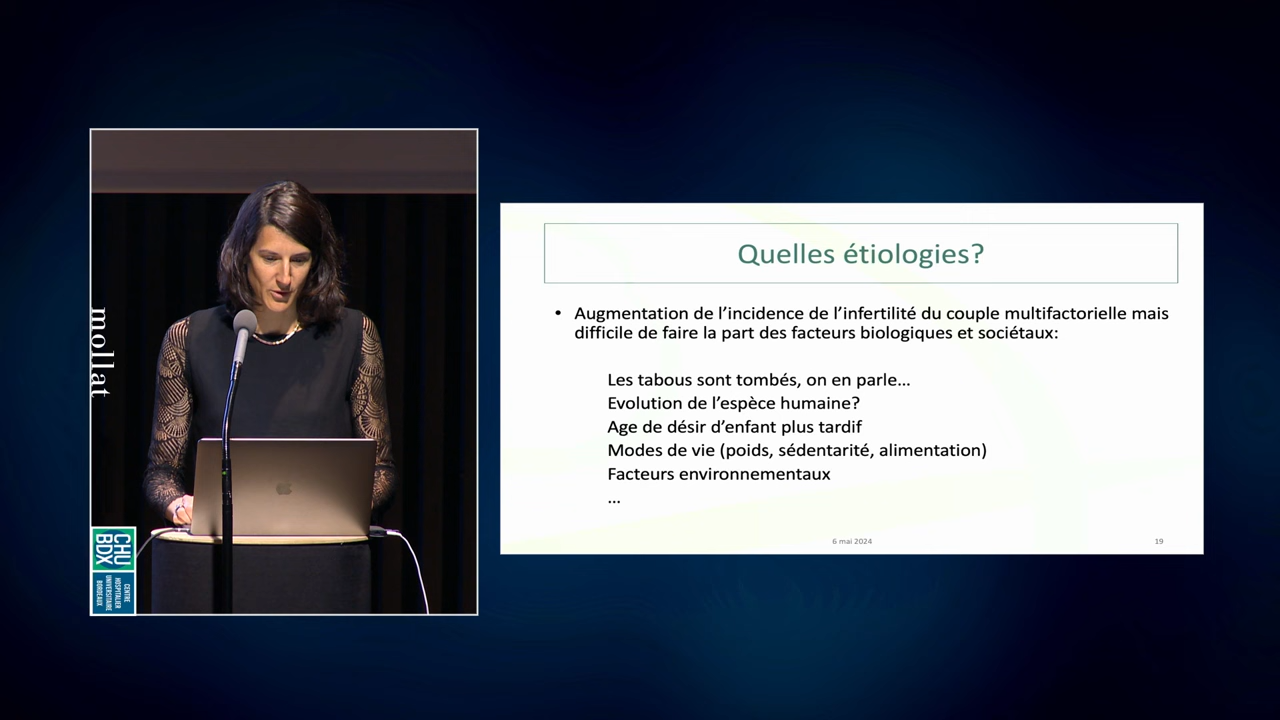 mollat
CHU
BDX
CENTRE
HOSPITALIER
UNIVERSITAIRE
BORDEAUX
Quelles étiologies?
• Augmentation de l'incidence de l'infertilité du couple multifactorielle mais
difficile de faire la part des facteurs biologiques et sociétaux:
Les tabous sont tombés, on en parle...
Evolution de l'espèce humaine?
Age de désir d'enfant plus tardif
Modes de vie (poids, sédentarité, alimentation)
Facteurs environnementaux
...
6 mai 2024
19